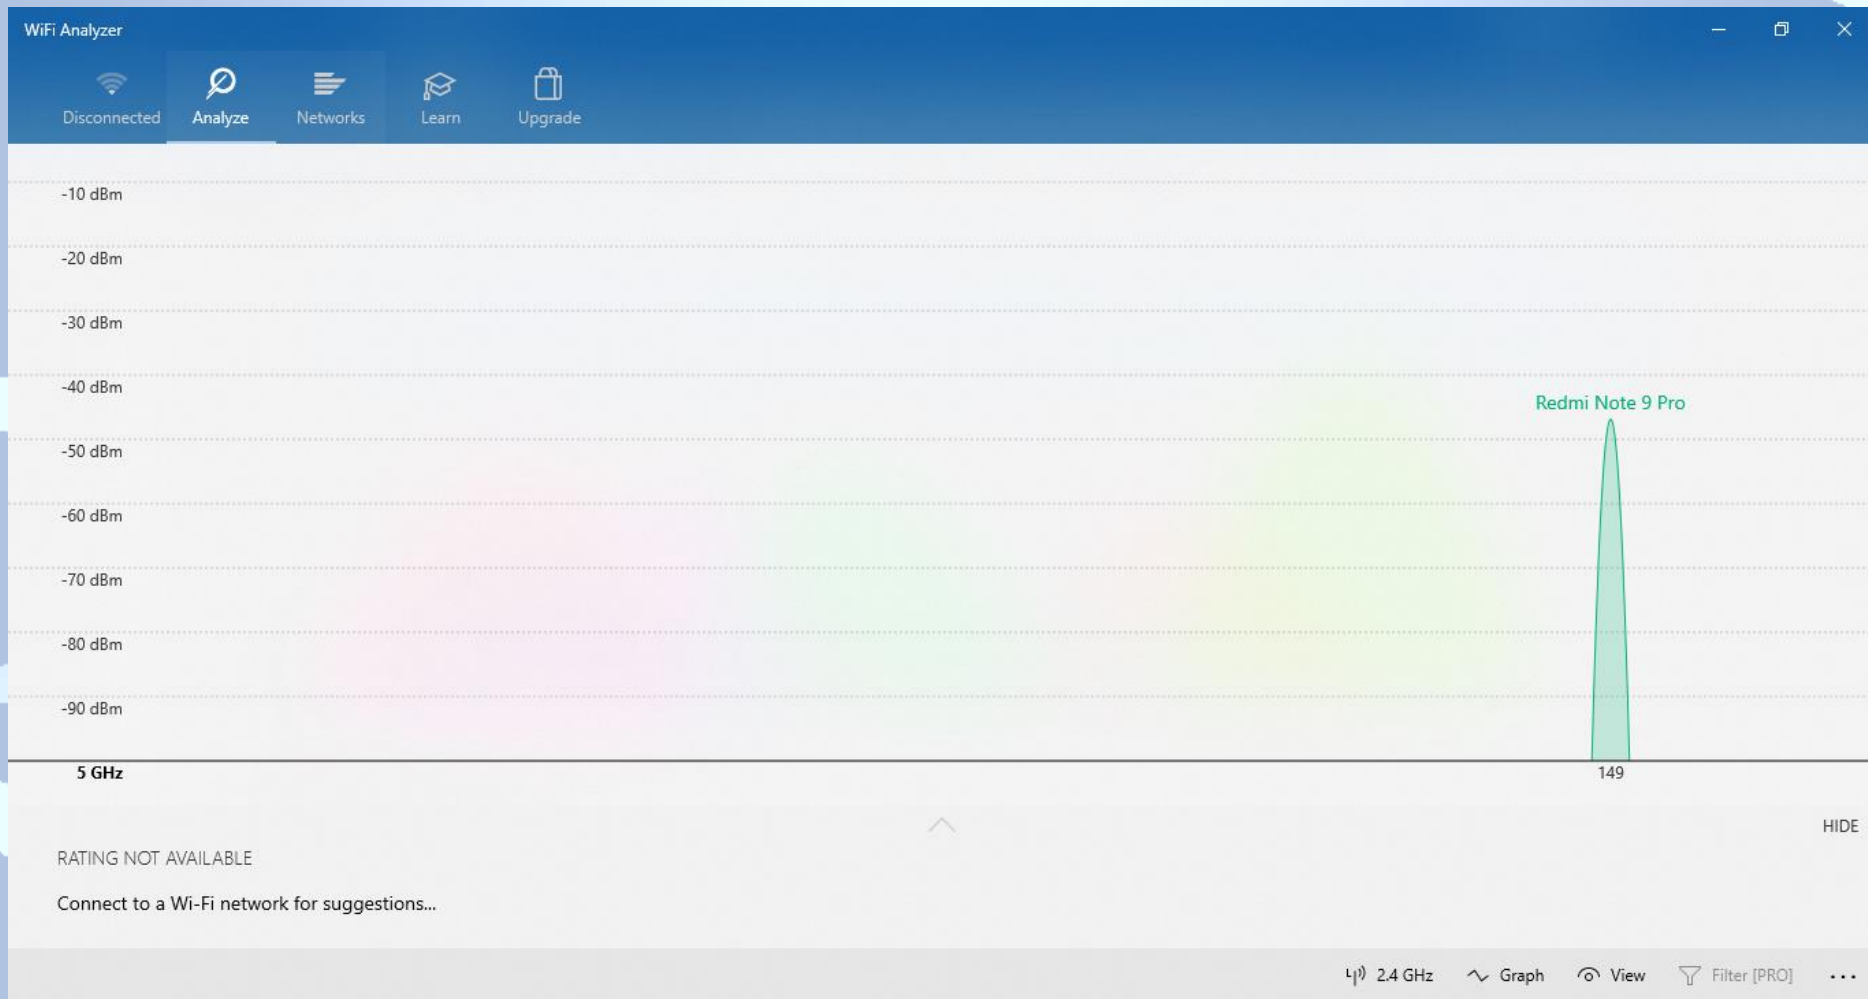 WiFi Analyzer
Disconnected Analyze Networks Learn Upgrade
-10 dBm
-20 dBm
-30 dBm
-40 dBm
Redmi Note 9 Pro
-50 dBm
-60 dBm
-70 dBm
-80 dBm
-90 dBm
5 GHz 149
HIDE
RATING NOT AVAILABLE
Connect to a Wi-Fi network for suggestions...
2.4 GHz Graph View Filter [PRO] ...